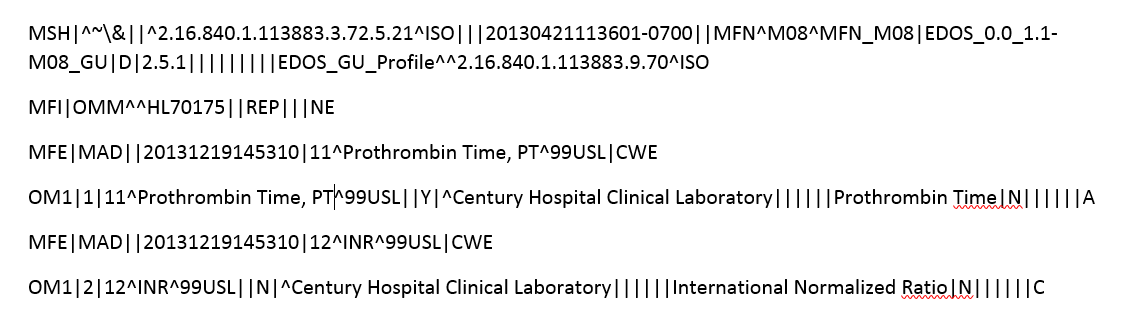 MSH|^~\&||^2.16.840.1.113883.3.72.5.21^ISO|||20130421113601-0700||MFN^M08^MFN_M08|EDOS_0.0_1.1-
M08_GU|D|2.5.1|||||||||EDOS_GU_Profile^^2.16.840.1.113883.9.70^ISO
MFI|OMM^^HL70175||REP|||NE
MFE|MAD||20131219145310|11^Prothrombin Time, PT^99USL|CWE
OM1|1|11^Prothrombin Time, PT^99USL||Y|^Century Hospital Clinical Laboratory||||||Prothrombin Time|N||||||A
MFE|MAD||20131219145310|12^INR^99USL|CWE
OM1|2|12^INR^99USL||N|^Century Hospital Clinical Laboratory||||||International Normalized Ratio|N||||||C